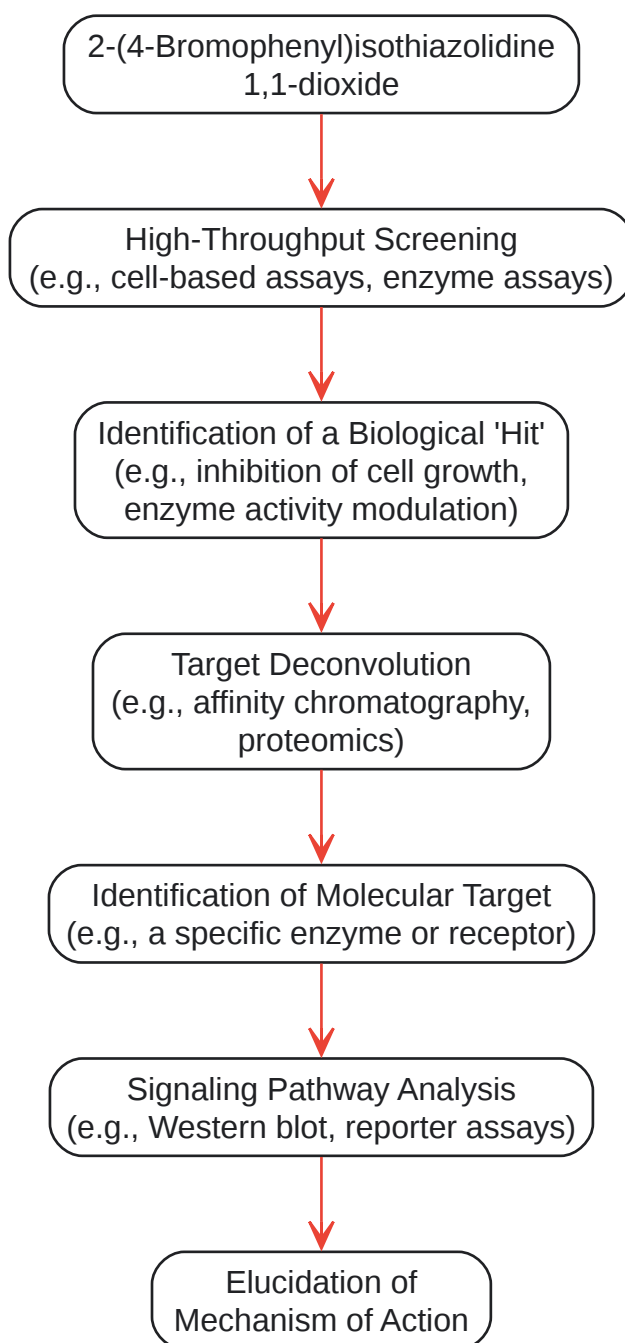 2-(4-Bromophenyl)isothiazolidine
1,1-dioxide
High-Throughput Screening
(e.g., cell-based assays, enzyme assays)
Identification of a Biological 'Hit'
(e.g., inhibition of cell growth,
enzyme activity modulation)
Target Deconvolution
(e.g., affinity chromatography,
proteomics)
Identification of Molecular Target
(e.g., a specific enzyme or receptor)
Signaling Pathway Analysis
(e.g., Western blot, reporter assays)
Elucidation of
Mechanism of Action